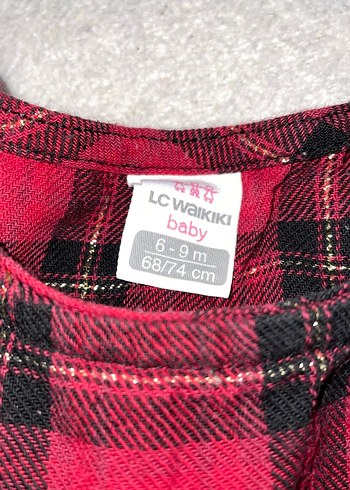 LC WAIKIKI
baby
6 - 9 m
68/74 cm